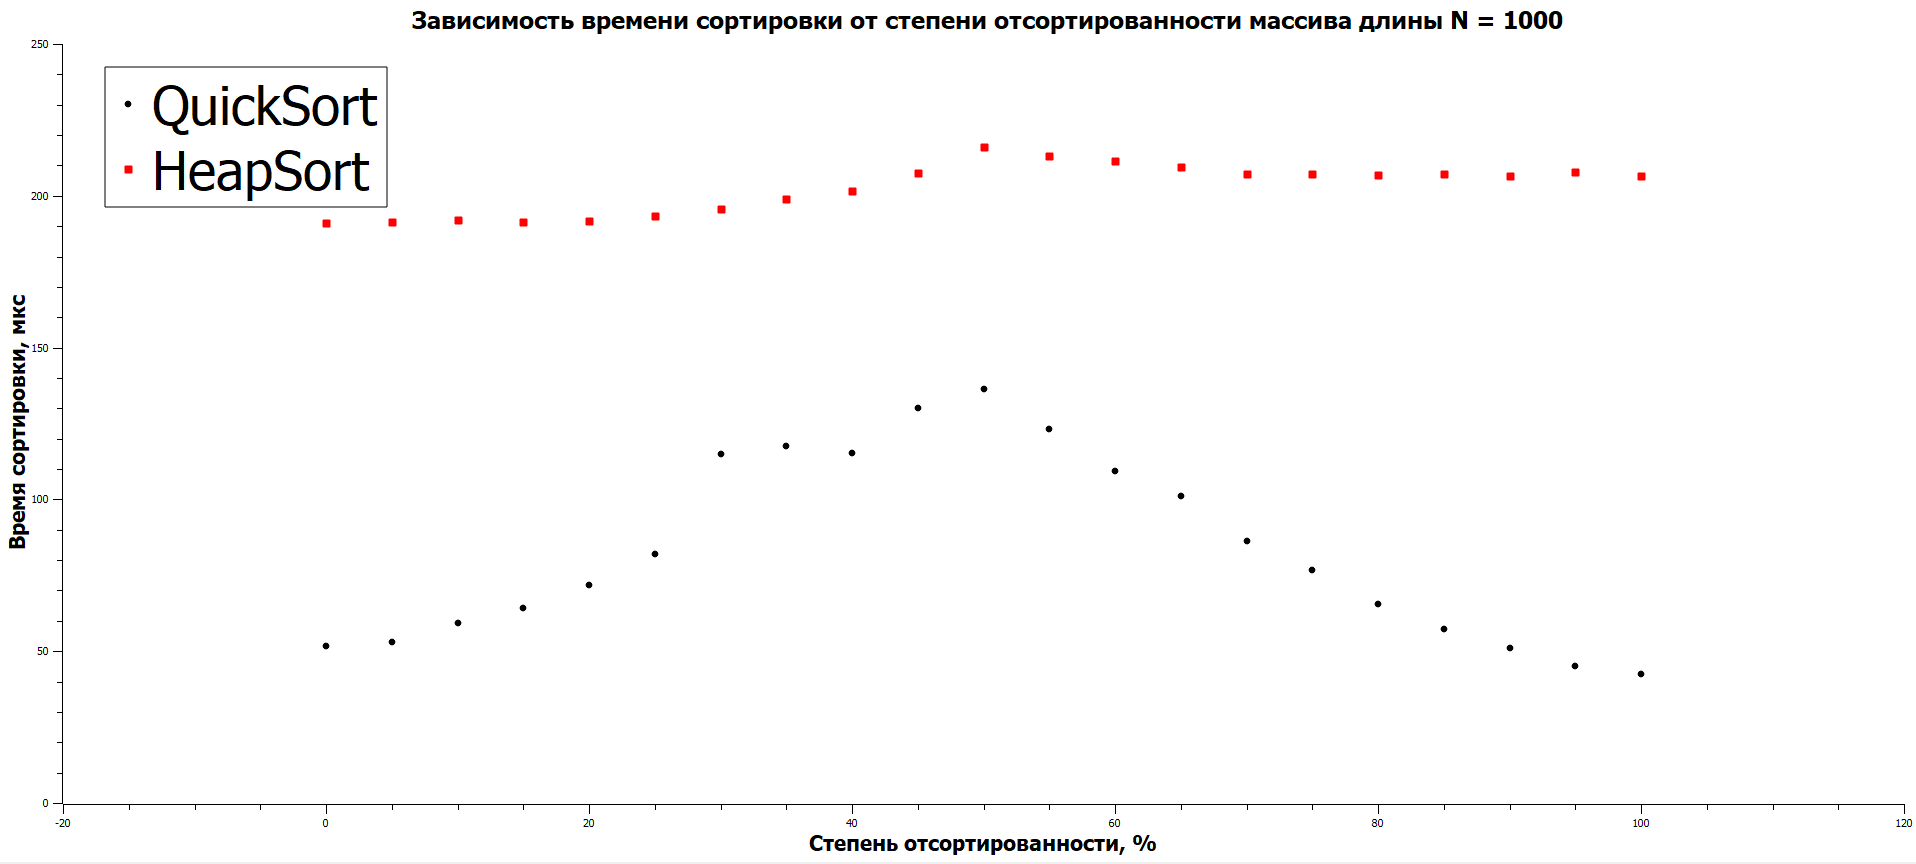 Зависимость времени сортировки от степени отсортированности массива длины N = 1000
QuickSort
HeapSort
Время сортировки, мкс
250
200
150
100
50
0
-20 0 20 40 60 80 100 120
Степень отсортированности, %